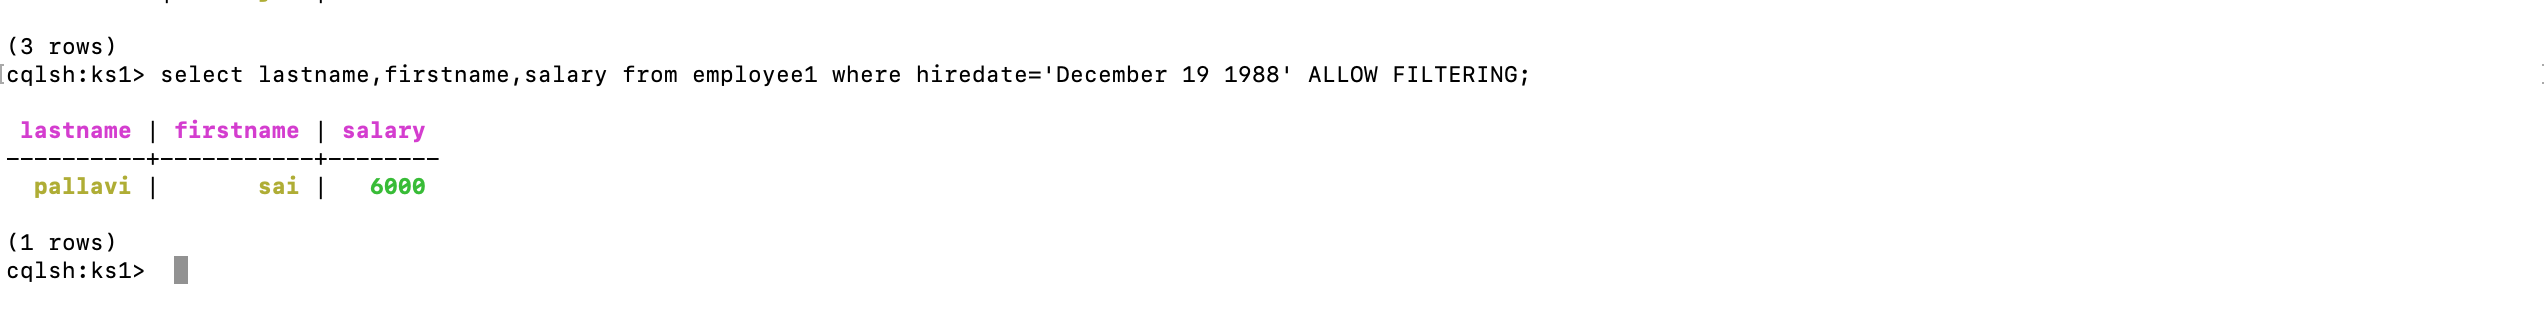 (3 rows)
cqlsh:ks1> select lastname,firstname,salary from employee1 where hiredate='December 19 1988' ALLOW FILTERING;
lastname | firstname | salary
----------+-----------+--------
pallavi | sai | 6000
(1 rows)
cqlsh:ks1>